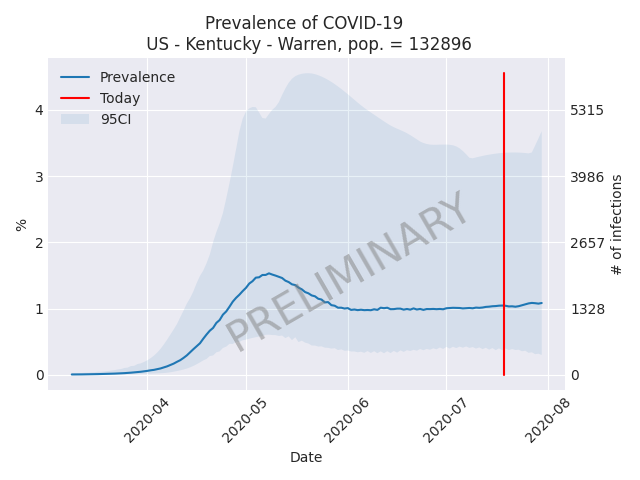 Prevalence of COVID-19
US - Kentucky - Warren, pop. = 132896
Prevalence
Today
95CI
4
3
2
1
0
%
5315
3986
2657
1328
0
# of infections
PRELIMINARY
2020-04
2020-05
2020-06
2020-07
2020-08
Date